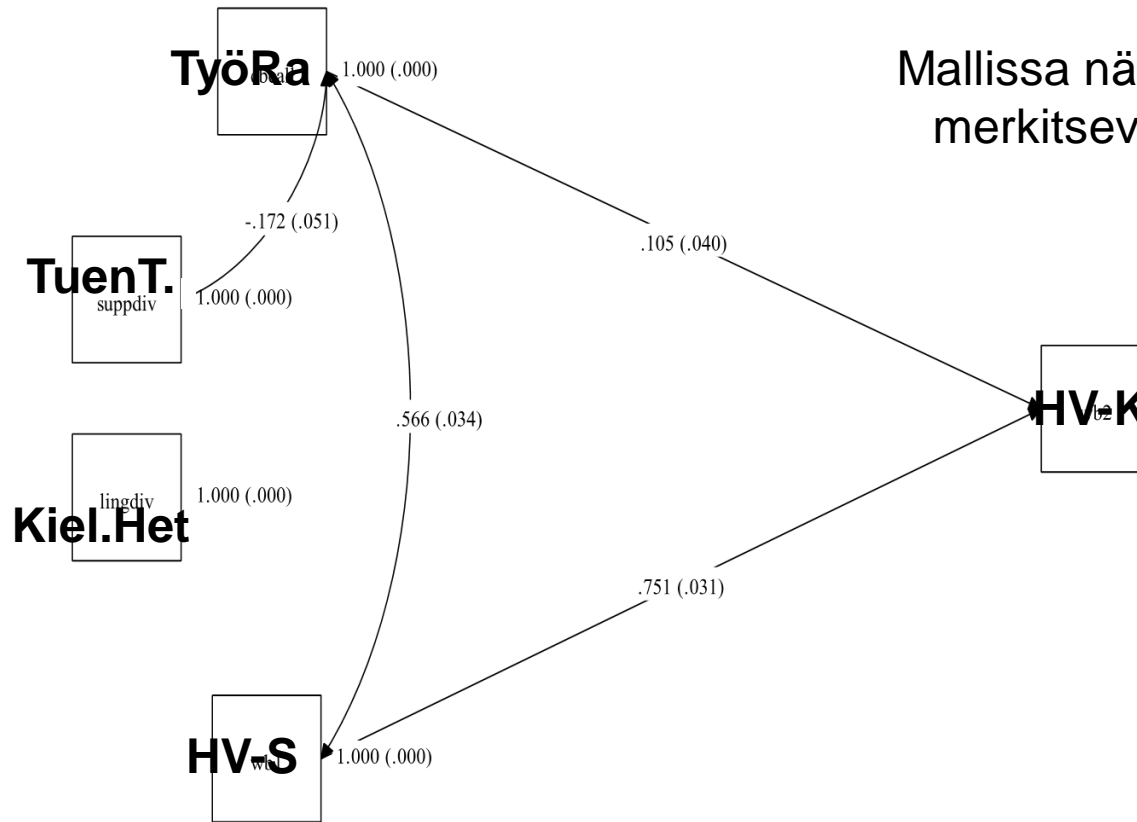 TyöRa
1.000 (.000)
Mallissa nä
merkitsev
-.172 (.051)
.105 (.040)
TuenT.
suppdiv
1.000 (.000)
HV-K
.566 (.034)
lingdiv
1.000 (.000)
Kiel.Het
.751 (.031)
HV-S
1.000 (.000)